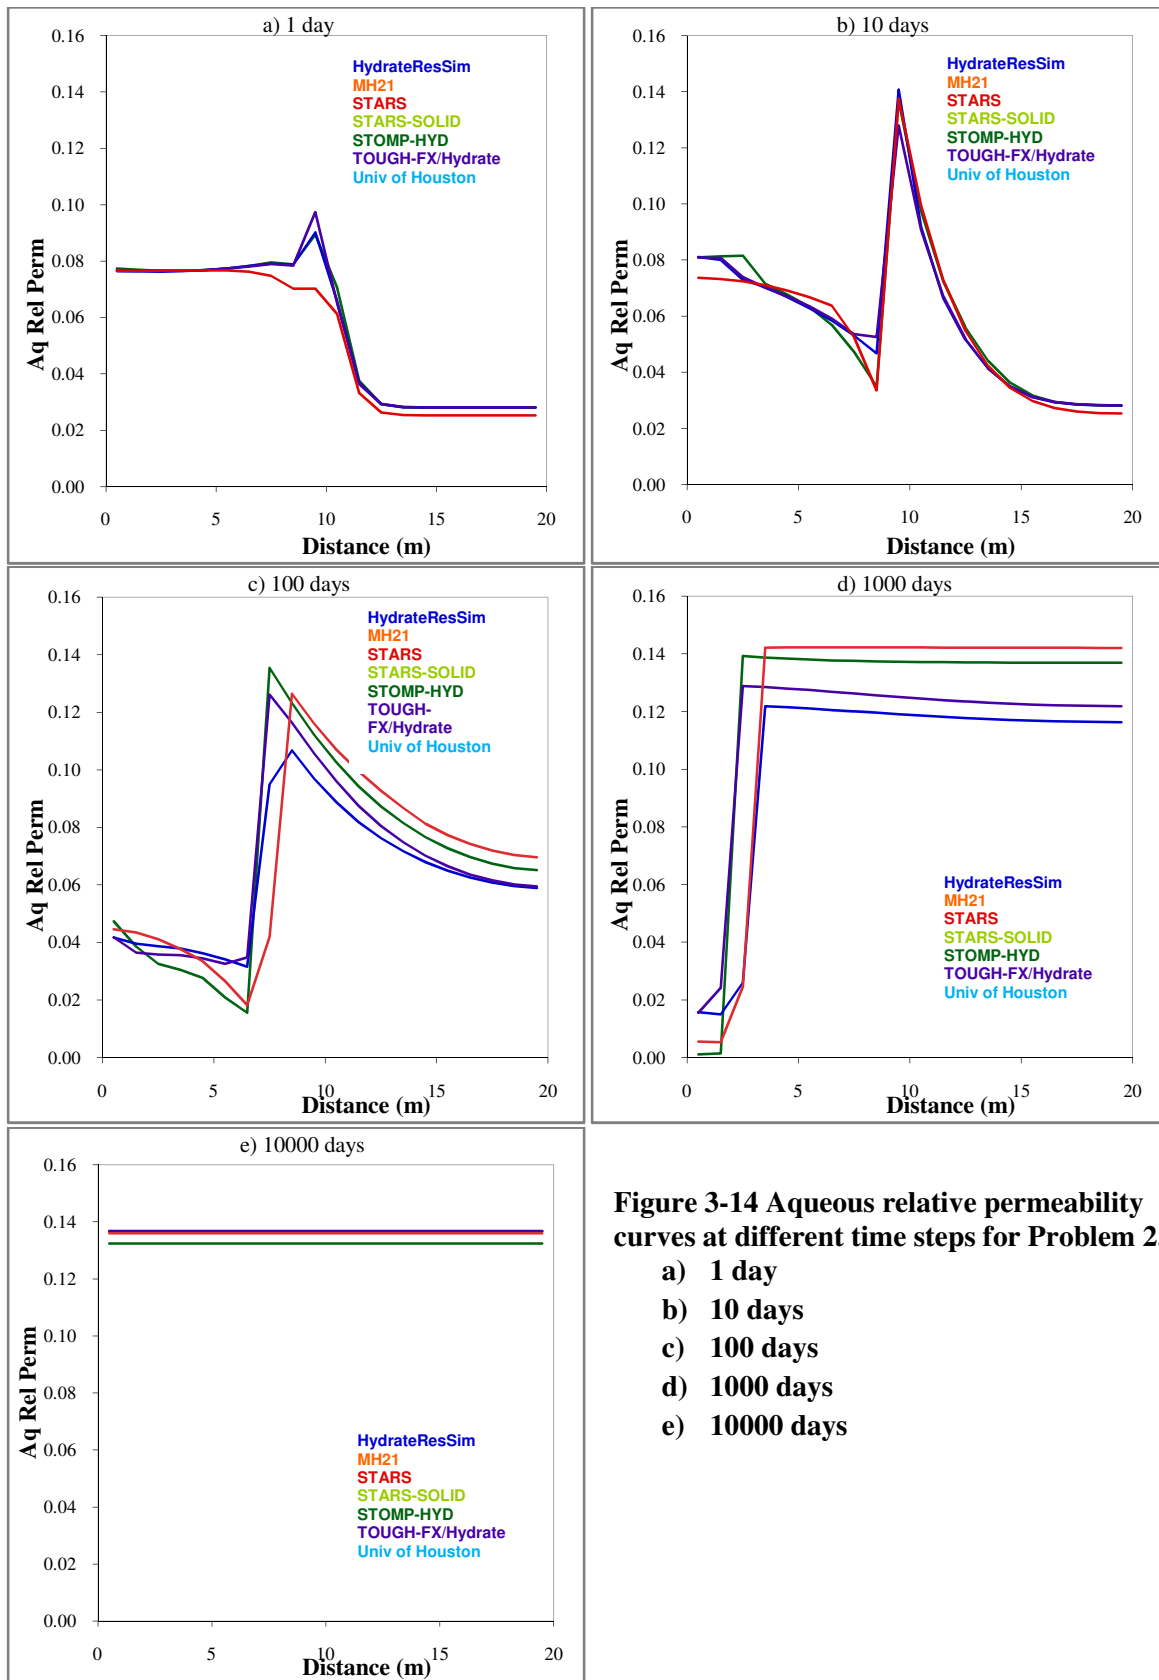 a) 1 day
0.16
0.14
0.12
0.10
0.08
0.06
0.04
0.02
0.00
Aq Rel Perm
HydrateResSim
MH21
STARS
STARS-SOLID
STOMP-HYD
TOUGH-FX/Hydrate
Univ of Houston
0 5 10 15 20
Distance (m)
b) 10 days
0.16
0.14
0.12
0.10
0.08
0.06
0.04
0.02
0.00
Aq Rel Perm
HydrateResSim
MH21
STARS
STARS-SOLID
STOMP-HYD
TOUGH-FX/Hydrate
Univ of Houston
0 5 10 15 20
Distance (m)
c) 100 days
0.16
0.14
0.12
0.10
0.08
0.06
0.04
0.02
0.00
Aq Rel Perm
HydrateResSim
MH21
STARS
STARS-SOLID
STOMP-HYD
TOUGH-
FX/Hydrate
Univ of Houston
0 5 10 15 20
Distance (m)
d) 1000 days
0.16
0.14
0.12
0.10
0.08
0.06
0.04
0.02
0.00
Aq Rel Perm
HydrateResSim
MH21
STARS
STARS-SOLID
STOMP-HYD
TOUGH-FX/Hydrate
Univ of Houston
0 5 10 15 20
Distance (m)
e) 10000 days
0.16
0.14
0.12
0.10
0.08
0.06
0.04
0.02
0.00
Aq Rel Perm
HydrateResSim
MH21
STARS
STARS-SOLID
STOMP-HYD
TOUGH-FX/Hydrate
Univ of Houston
0 5 10 15 20
Distance (m)
Figure 3-14 Aqueous relative permeability
curves at different time steps for Problem 2.
a) 1 day
b) 10 days
c) 100 days
d) 1000 days
e) 10000 days